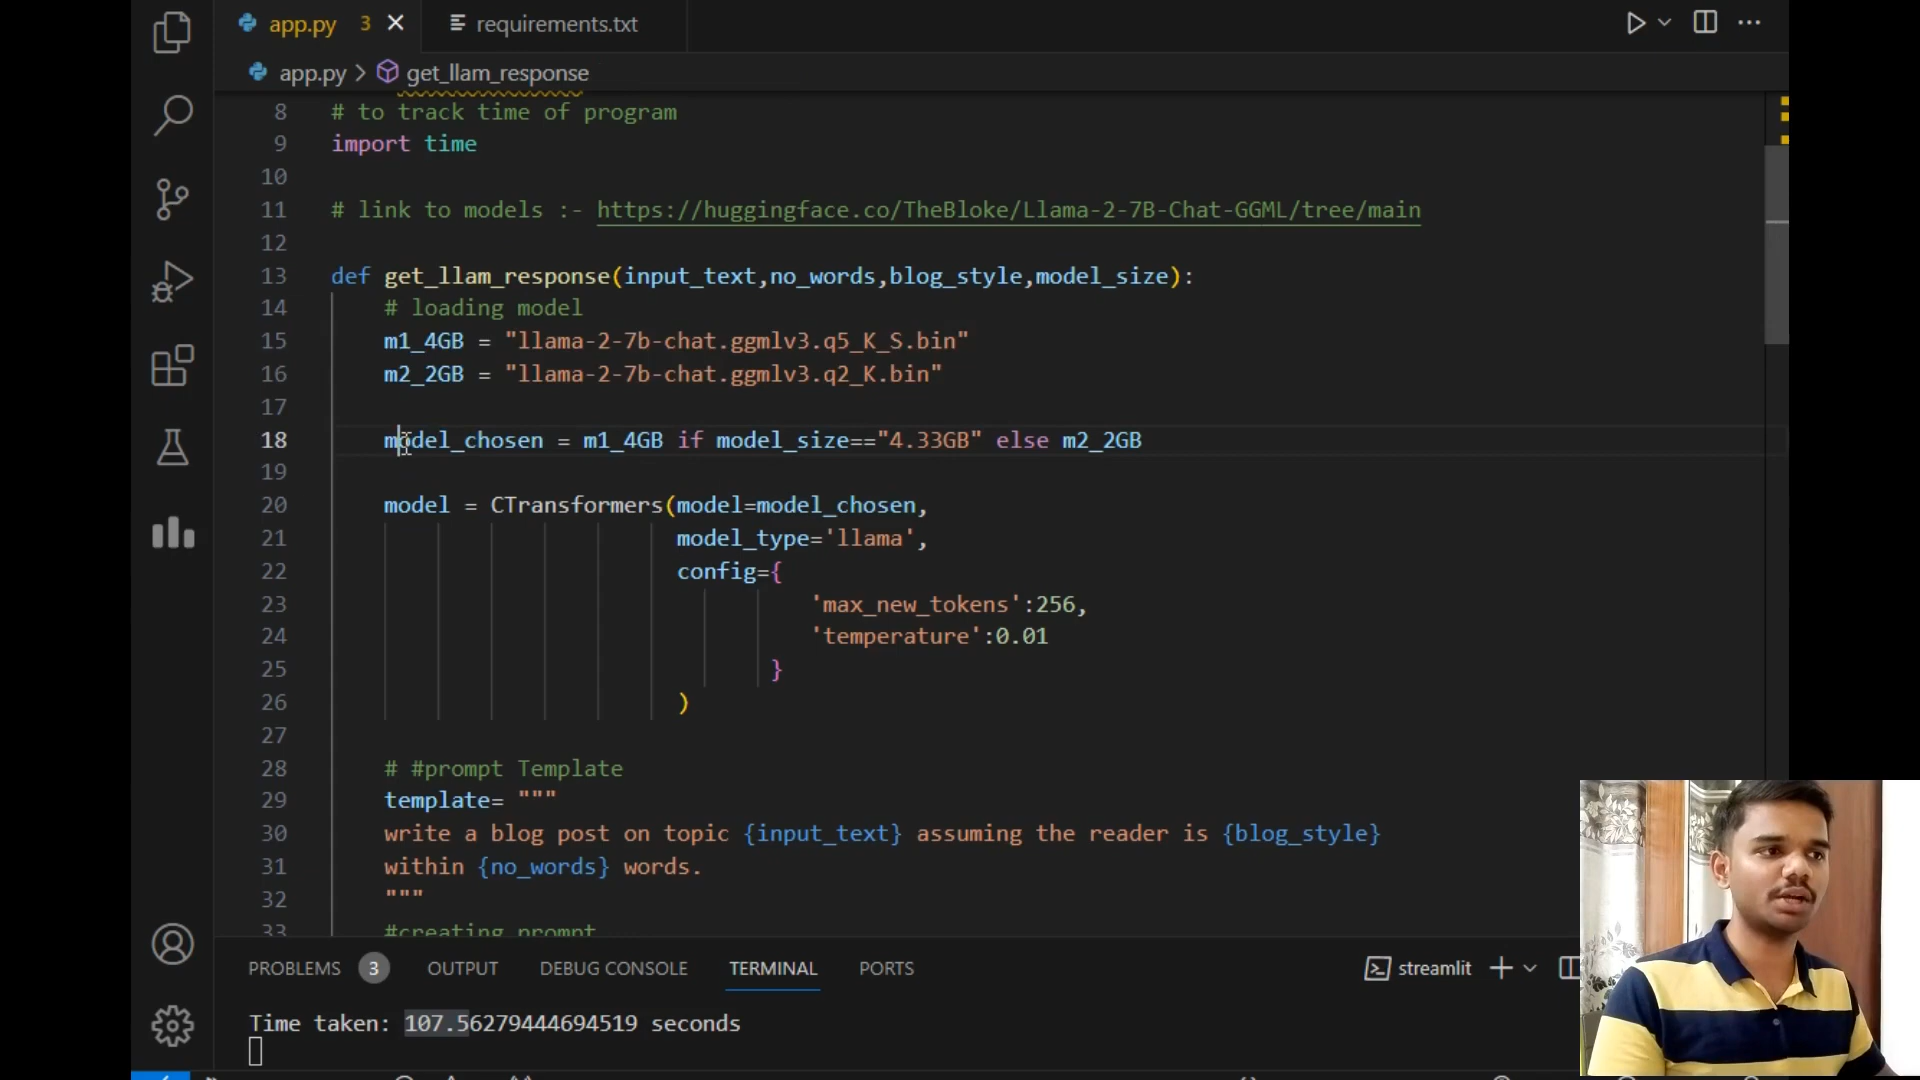 app.py 3
requirements.txt
app.py > get_llam_response
8 # to track time of program
9 import time
10
11 # link to models :- https://huggingface.co/TheBloke/Llama-2-7B-Chat-GGML/tree/main
12
13 def get_llam_response(input_text,no_words,blog_style,model_size):
14 # loading model
15 m1_4GB = "llama-2-7b-chat.ggmlv3.q5_K_S.bin"
16 m2_2GB = "llama-2-7b-chat.ggmlv3.q2_K.bin"
17
18 model_chosen = m1_4GB if model_size=="4.33GB" else m2_2GB
19
20 model = CTransformers(model=model_chosen,
21 model_type='llama',
22 config={
23 'max_new_tokens':256,
24 'temperature':0.01
25 }
26 )
27
28 # #prompt Template
29 template= """
30 write a blog post on topic {input_text} assuming the reader is {blog_style}
31 within {no_words} words.
32 """
33 #creating prompt
PROBLEMS 3 OUTPUT DEBUG CONSOLE TERMINAL PORTS streamlit
Time taken: 107.56279444694519 seconds